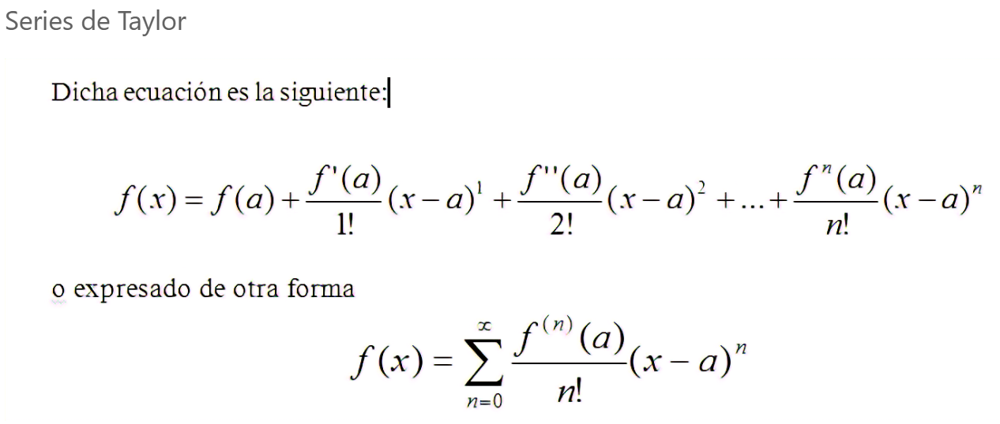 Series de Taylor
Dicha ecuación es la siguiente:
f(x) = f(a) + \frac{f'(a)}{1!}(x-a)^1 + \frac{f''(a)}{2!}(x-a)^2 + ... + \frac{f^n(a)}{n!}(x-a)^n
o expresado de otra forma
f(x) = \sum_{n=0}^{\infty} \frac{f^{(n)}(a)}{n!}(x-a)^n